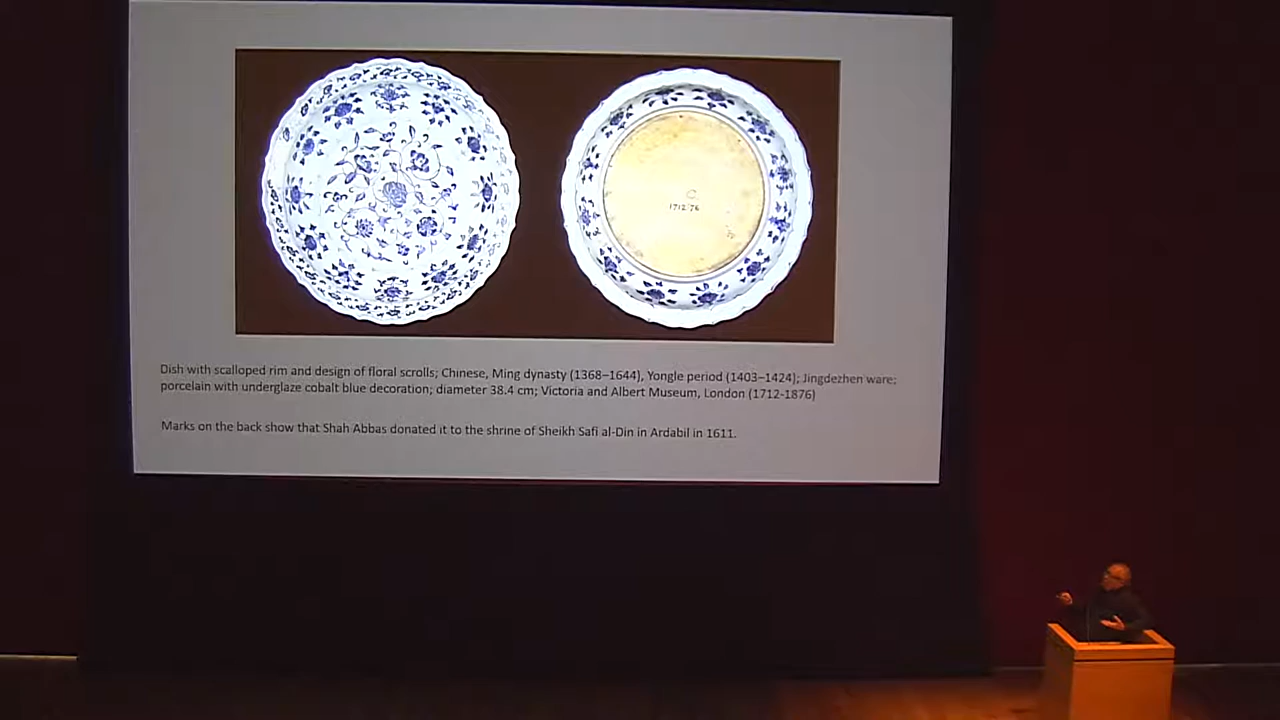 C.
1712/76
Dish with scalloped rim and design of floral scrolls; Chinese, Ming dynasty (1368–1644), Yongle period (1403–1424); Jingdezhen ware;
porcelain with underglaze cobalt blue decoration; diameter 38.4 cm; Victoria and Albert Museum, London (1712-1876)
Marks on the back show that Shah Abbas donated it to the shrine of Sheikh Safi al-Din in Ardabil in 1611.